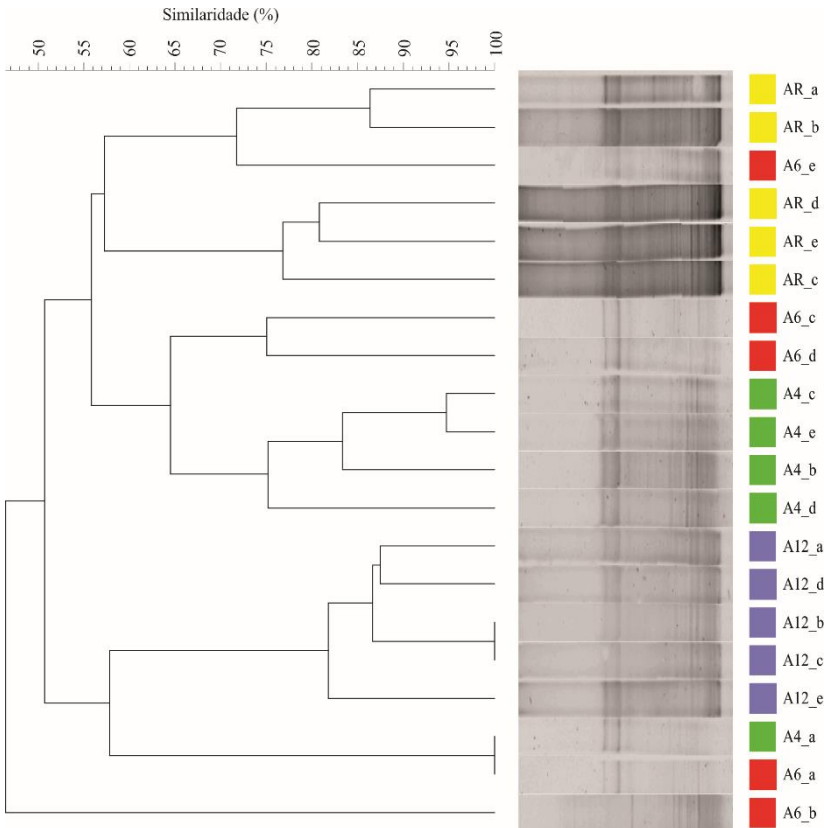 Similaridade (%)
50 55 60 65 70 75 80 85 90 95 100
AR_a
AR_b
A6_e
AR_d
AR_e
AR_c
A6_c
A6_d
A4_c
A4_e
A4_b
A4_d
A12_a
A12_d
A12_b
A12_c
A12_e
A4_a
A6_a
A6_b